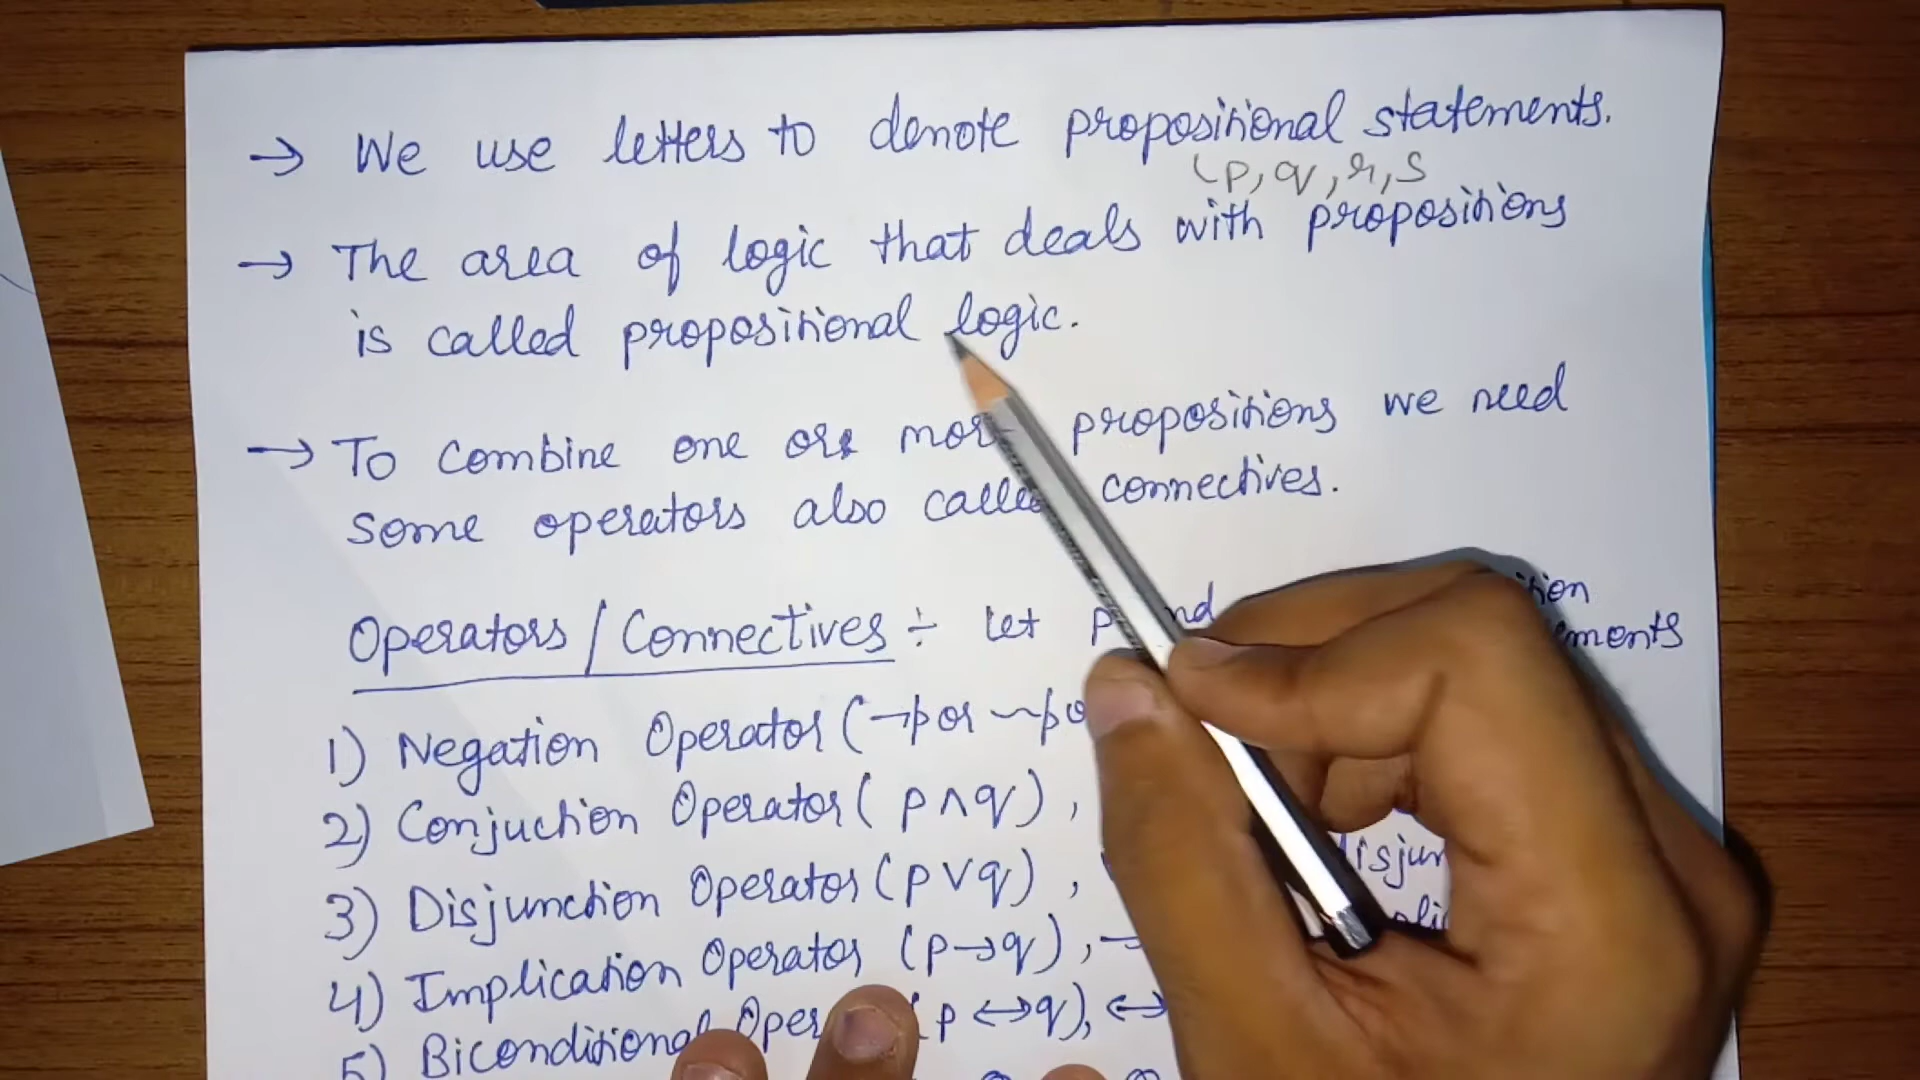 → We use letters to denote propositional statements.
(p, q, r, s
→ The area of logic that deals with propositions
is called propositional logic.
→ To combine one or more propositions we need
some operators also called connectives.
Operators / Connectives ÷ Let p
1) Negation Operator (¬p or ~p
2) Conjuction Operator ( p ∧ q ) ,
3) Disjunction Operator ( p ∨ q ) ,
4) Implication Operator ( p → q ) , →
5) Biconditional ( p ↔ q ), ↔